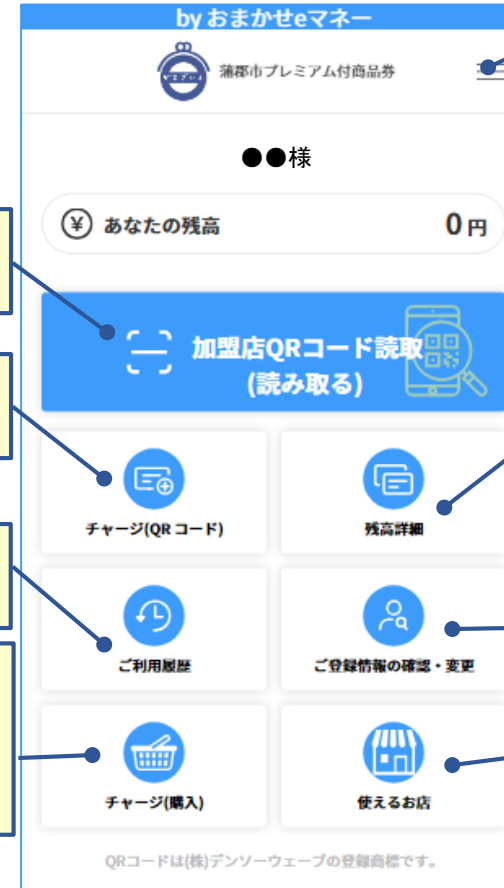 by おまかせeマネー
蒲郡市プレミアム付商品券
●●様
あなたの残高
0 円
加盟店QRコード読取
(読み取る)
チャージ(QR コード)
残高詳細
ご利用履歴
ご登録情報の確認・変更
チャージ(購入)
使えるお店
QRコードは(株)デンソーウェーブの登録商標です。